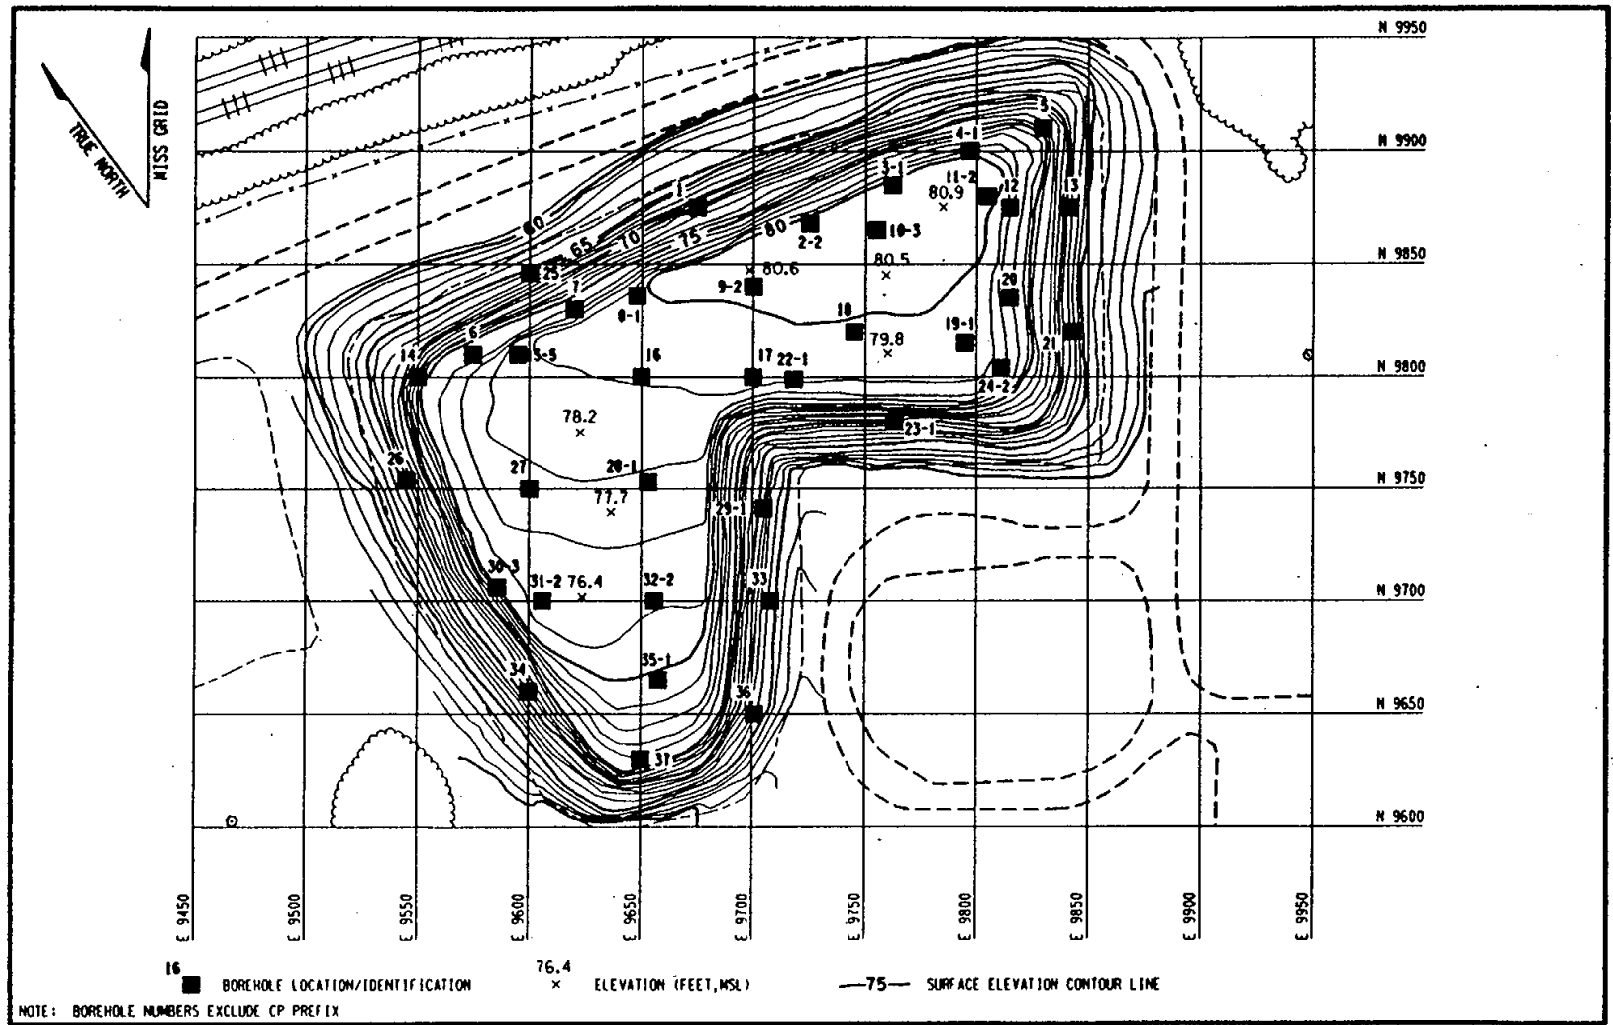 N 9950
TRUE NORTH
MISS GRID
5
4-1
N 9900
3-1
11-2
12
13
1
80.9
60
65
70
75
80
2-2
10-3
25
80.6
80.5
N 9850
7
9-2
20
8-1
18
19-1
6
79.8
21
14
15-5
16
17
22-1
N 9800
24-2
78.2
23-1
26
27
28-1
N 9750
77.7
29-1
30-3
31-2
76.4
32-2
33
N 9700
35-1
34
36
N 9650
37
N 9600
E 9450
E 9500
E 9550
E 9600
E 9650
E 9700
E 9750
E 9800
E 9850
E 9900
E 9950
16
BOREHOLE LOCATION/IDENTIFICATION
76.4
ELEVATION (FEET,MSL)
75
SURFACE ELEVATION CONTOUR LINE
NOTE: BOREHOLE NUMBERS EXCLUDE CP PREFIX